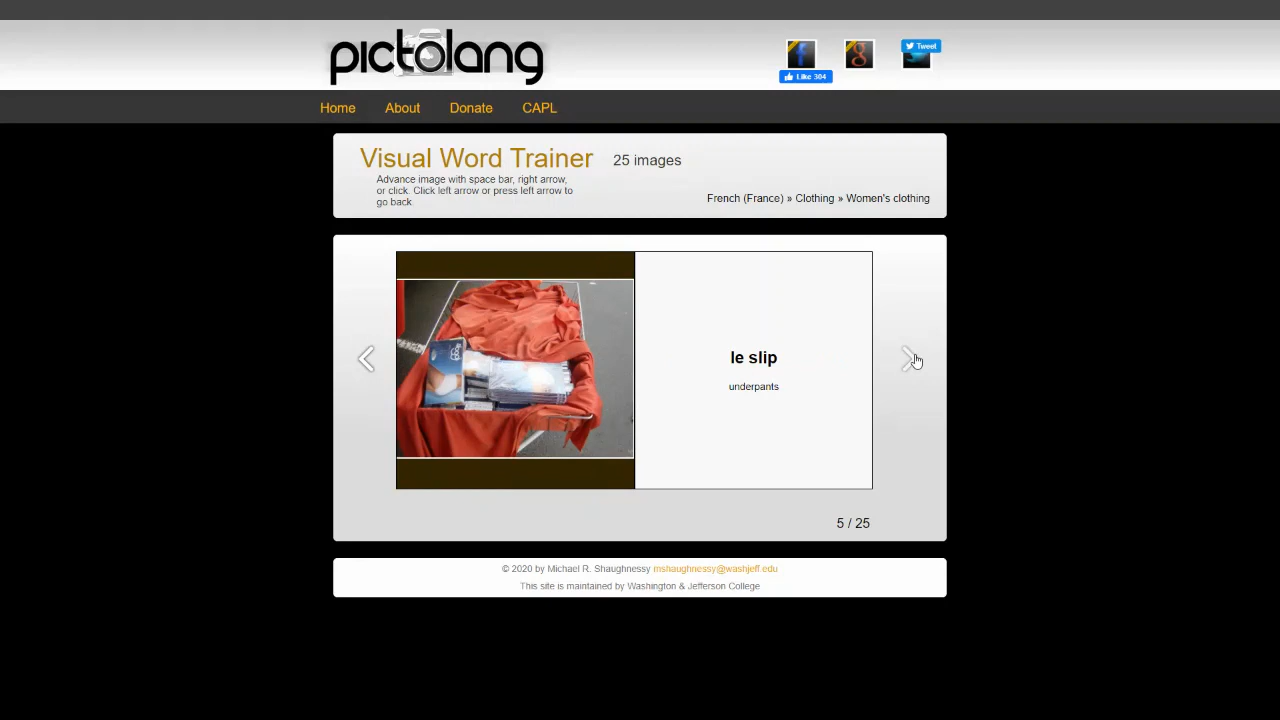 pictolang
Like 304
Tweet
Home About Donate CAPL
Visual Word Trainer 25 images
Advance image with space bar, right arrow,
or click. Click left arrow or press left arrow to
go back
French (France) » Clothing » Women's clothing
le slip
underpants
5 / 25
© 2020 by Michael R. Shaughnessy mshaughnessy@washjeff.edu
This site is maintained by Washington & Jefferson College